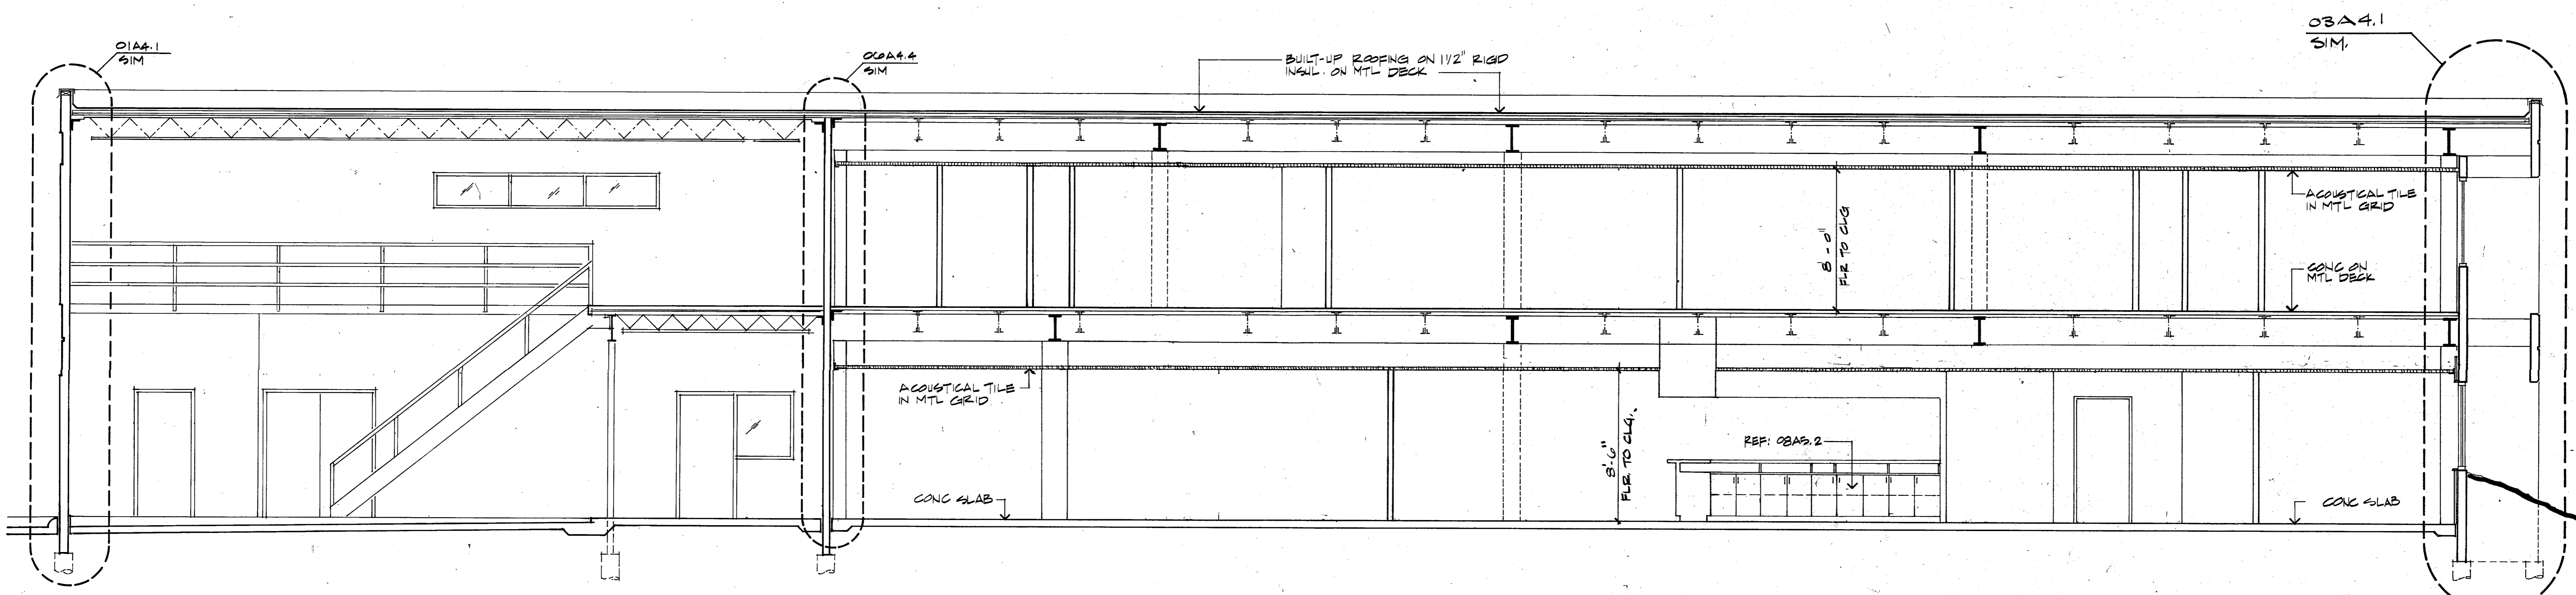 01A4.1
SIM
06A4.4
SIM
BUILT-UP ROOFING ON 1 1/2" RIGID
INSUL. ON MTL DECK
03A4.1
SIM.
ACOUSTICAL TILE
IN MTL GRID
8'-0"
FLR TO CLG
CONC ON
MTL DECK
ACOUSTICAL TILE
IN MTL GRID
8'-6"
FLR. TO CLG.
REF: 08A5.2
CONC SLAB
CONC SLAB